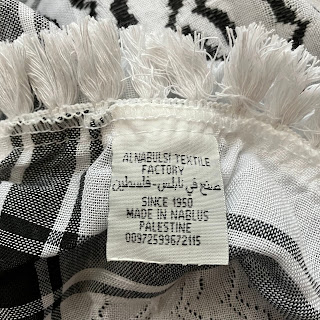 ALNABULSI TEXTILE
FACTORY
صنع في نابلس - فلسطين
SINCE 1950
MADE IN NABLUS
PALESTINE
00972599672115